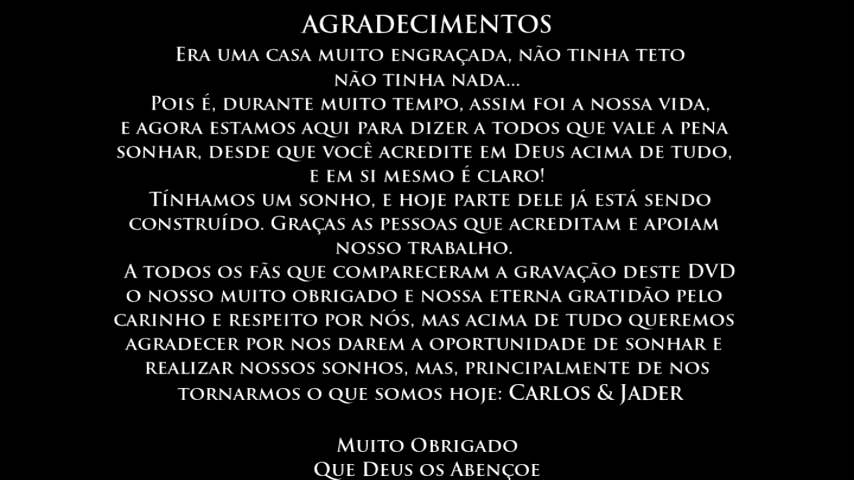 AGRADECIMENTOS
Era uma casa muito engraçada, não tinha teto
não tinha nada...
Pois é, durante muito tempo, assim foi a nossa vida,
e agora estamos aqui para dizer a todos que vale a pena
sonhar, desde que você acredite em Deus acima de tudo,
e em si mesmo é claro!
Tínhamos um sonho, e hoje parte dele já está sendo
construído. Graças as pessoas que acreditam e apoiam
nosso trabalho.
A todos os fãs que compareceram a gravação deste DVD
o nosso muito obrigado e nossa eterna gratidão pelo
carinho e respeito por nós, mas acima de tudo queremos
agradecer por nos darem a oportunidade de sonhar e
realizar nossos sonhos, mas, principalmente de nos
tornarmos o que somos hoje: CARLOS & JADER
Muito Obrigado
Que Deus os Abençoe